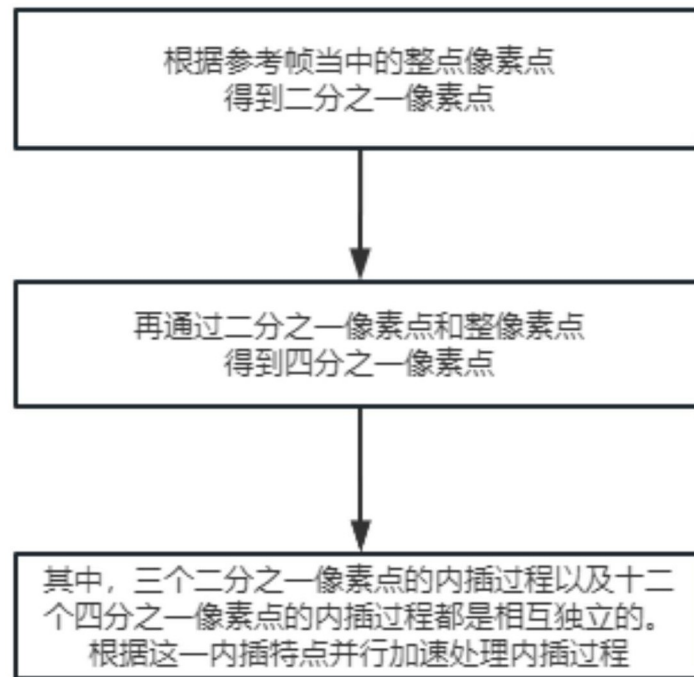 根据参考帧当中的整点像素点
得到二分之一像素点
再通过二分之一像素点和整像素点
得到四分之一像素点
其中，三个二分之一像素点的内插过程以及十二
个四分之一像素点的内插过程都是相互独立的。
根据这一内插特点并行加速处理内插过程